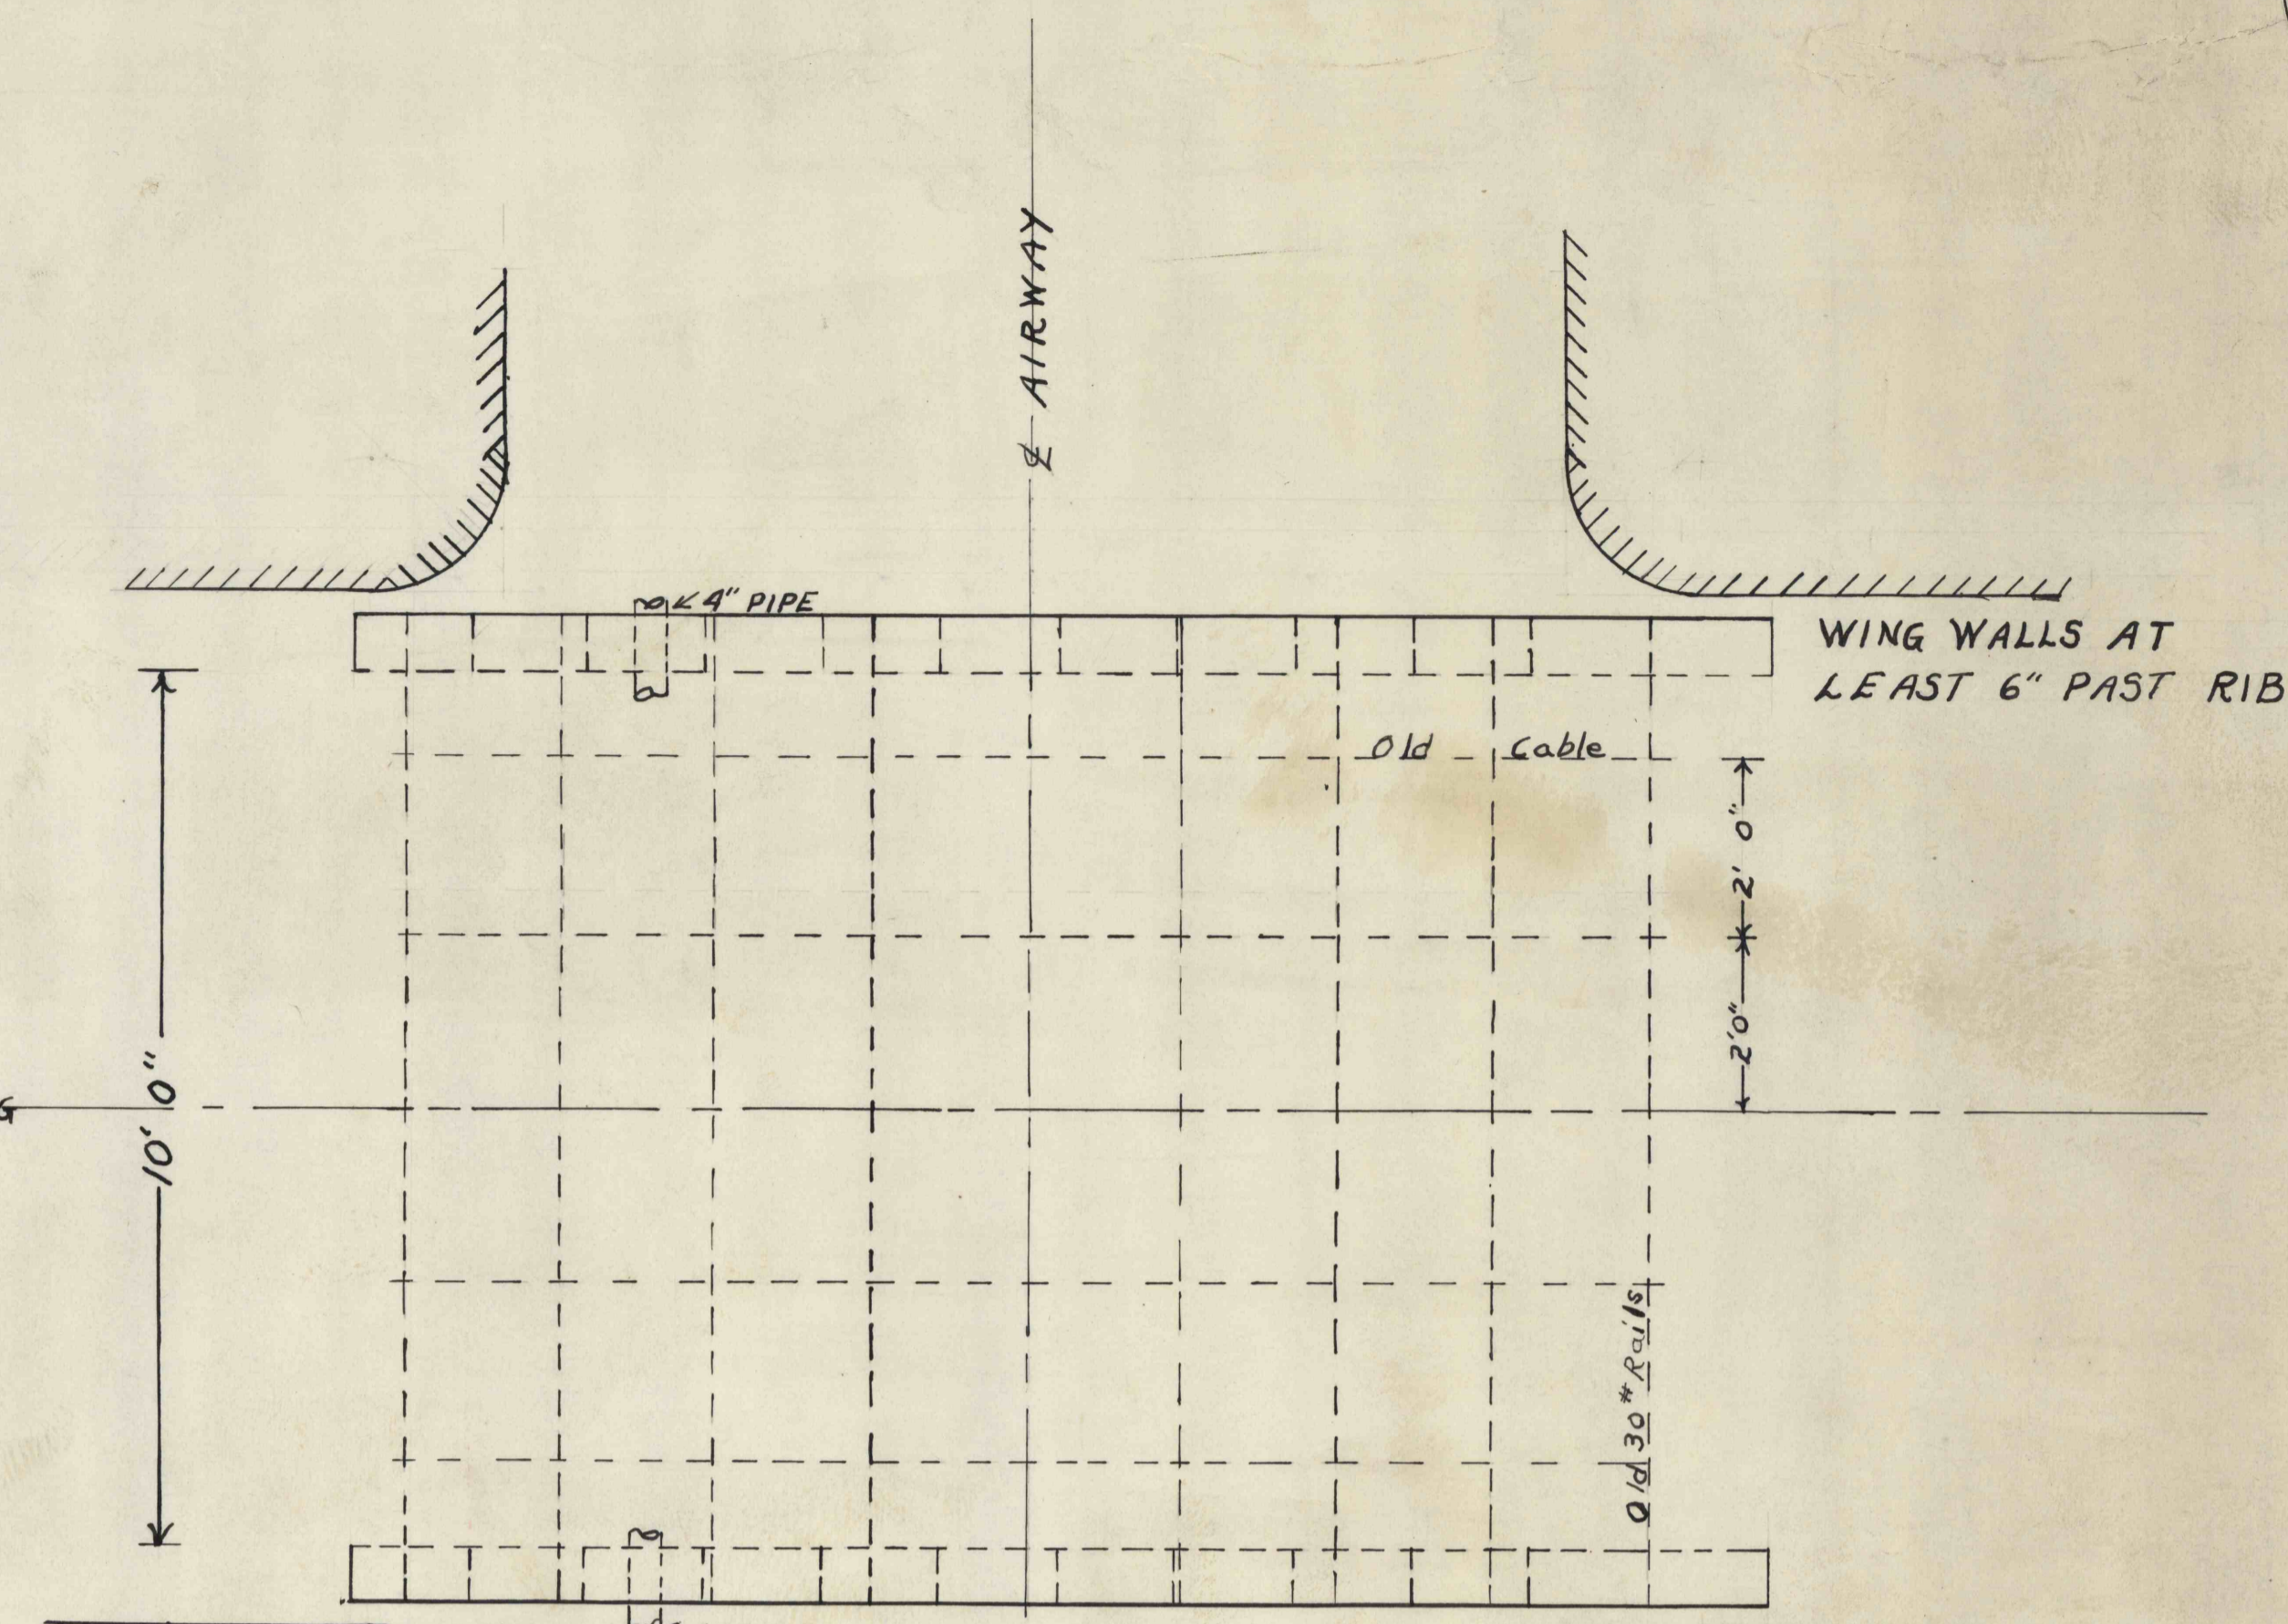 ℄ AIRWAY
4" PIPE
WING WALLS AT
LEAST 6" PAST RIB
Old Cable
2' 0"
2'0"
10' 0"
Old 30# Rails